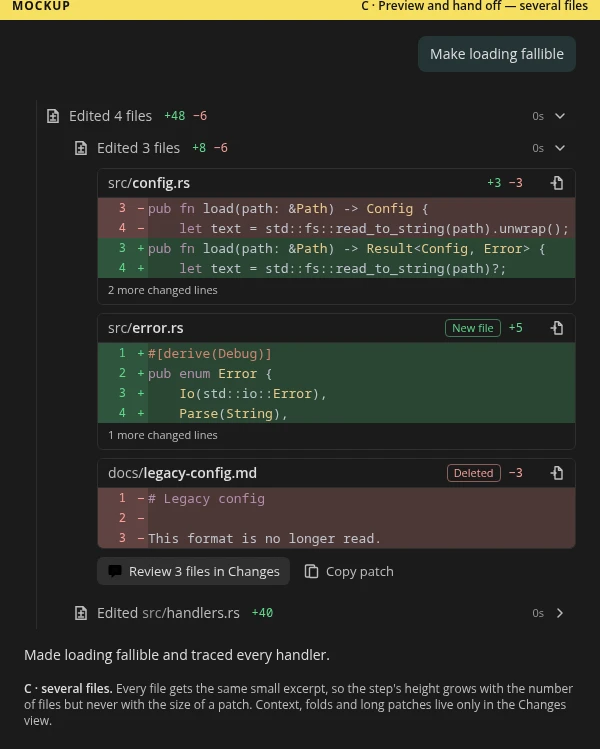 MOCKUP C · Preview and hand off — several files
Make loading fallible
Edited 4 files +48 −6 0s
Edited 3 files +8 −6 0s
src/config.rs +3 −3
3 −pub fn load(path: &Path) -> Config {
4 −    let text = std::fs::read_to_string(path).unwrap();
3 +pub fn load(path: &Path) -> Result<Config, Error> {
4 +    let text = std::fs::read_to_string(path)?;
2 more changed lines
src/error.rs New file +5
1 +#[derive(Debug)]
2 +pub enum Error {
3 +    Io(std::io::Error),
4 +    Parse(String),
1 more changed lines
docs/legacy-config.md Deleted −3
1 −# Legacy config
2 −
3 −This format is no longer read.
Review 3 files in Changes Copy patch
Edited src/handlers.rs +40 0s
Made loading fallible and traced every handler.
C · several files. Every file gets the same small excerpt, so the step's height grows with the number
of files but never with the size of a patch. Context, folds and long patches live only in the Changes
view.